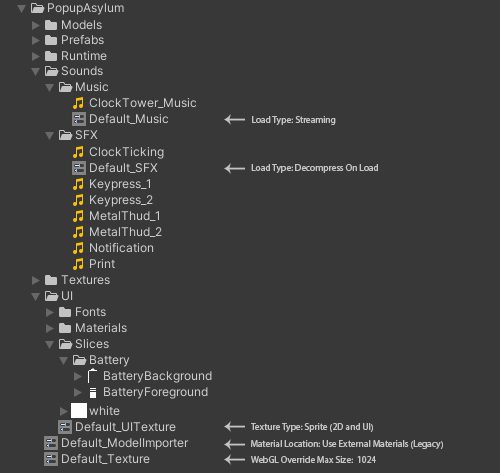 PopupAsylum
Models
Prefabs
Runtime
Sounds
Music
ClockTower_Music
Default_Music Load Type: Streaming
SFX
ClockTicking
Default_SFX Load Type: Decompress On Load
Keypress_1
Keypress_2
MetalThud_1
MetalThud_2
Notification
Print
Textures
UI
Fonts
Materials
Slices
Battery
BatteryBackground
BatteryForeground
white
Default_UITexture Texture Type: Sprite (2D and UI)
Default_ModelImporter Material Location: Use External Materials (Legacy)
Default_Texture WebGL Override Max Size: 1024